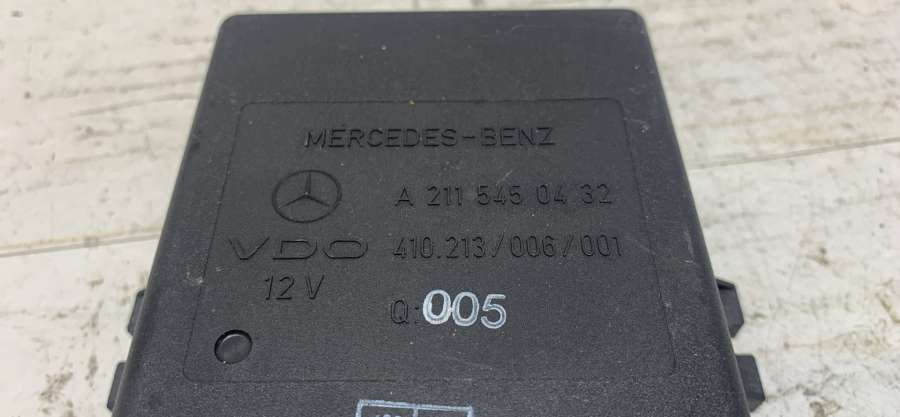 MERCEDES-BENZ
A 211 545 04 32
VDO 410.213/006/001
12 V
Q: 005